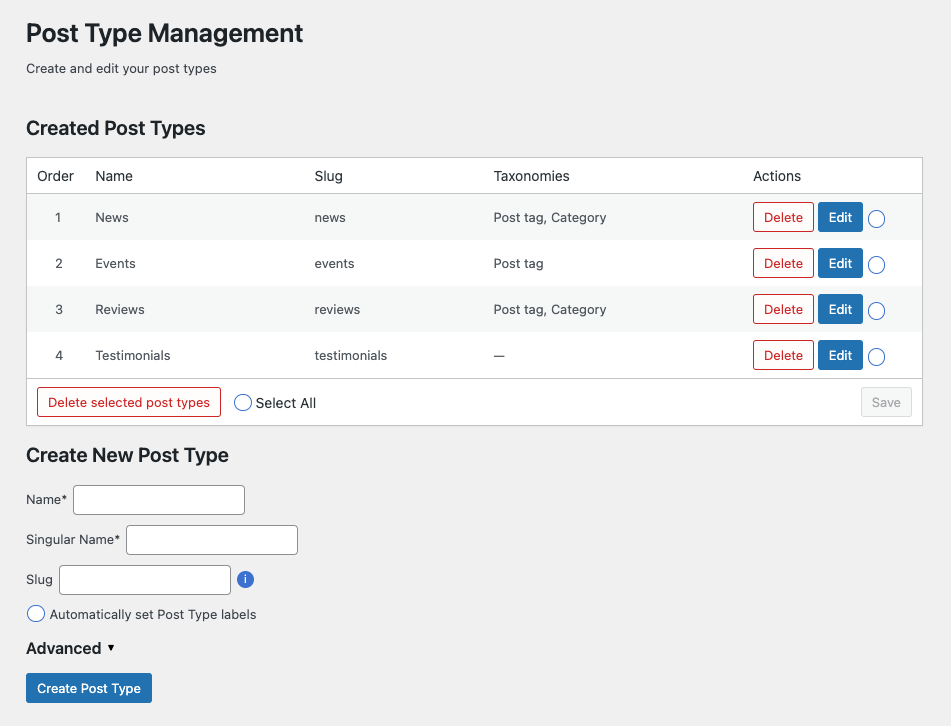 Post Type Management
Create and edit your post types
Created Post Types
Order Name Slug Taxonomies Actions
1 News news Post tag, Category Delete Edit
2 Events events Post tag Delete Edit
3 Reviews reviews Post tag, Category Delete Edit
4 Testimonials testimonials — Delete Edit
Delete selected post types Select All Save
Create New Post Type
Name*
Singular Name*
Slug i
Automatically set Post Type labels
Advanced ▼
Create Post Type